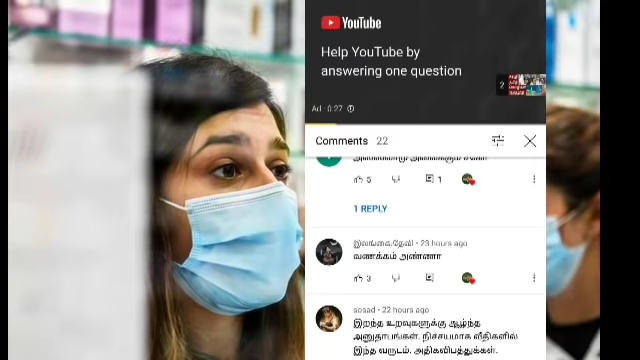 YouTube
Help YouTube by
answering one question
2
Ad · 0:27
Comments 22
5
1
1 REPLY
இலங்கை.தேவி • 23 hours ago
வணக்கம் அண்ணா
3
sosad • 22 hours ago
இறந்த உறவுகளுக்கு ஆழ்ந்த
அனுதாபங்கள். நிச்சயமாக வீதிகளில்
இந்த வருடம். அதிகவிபத்துக்கள்.